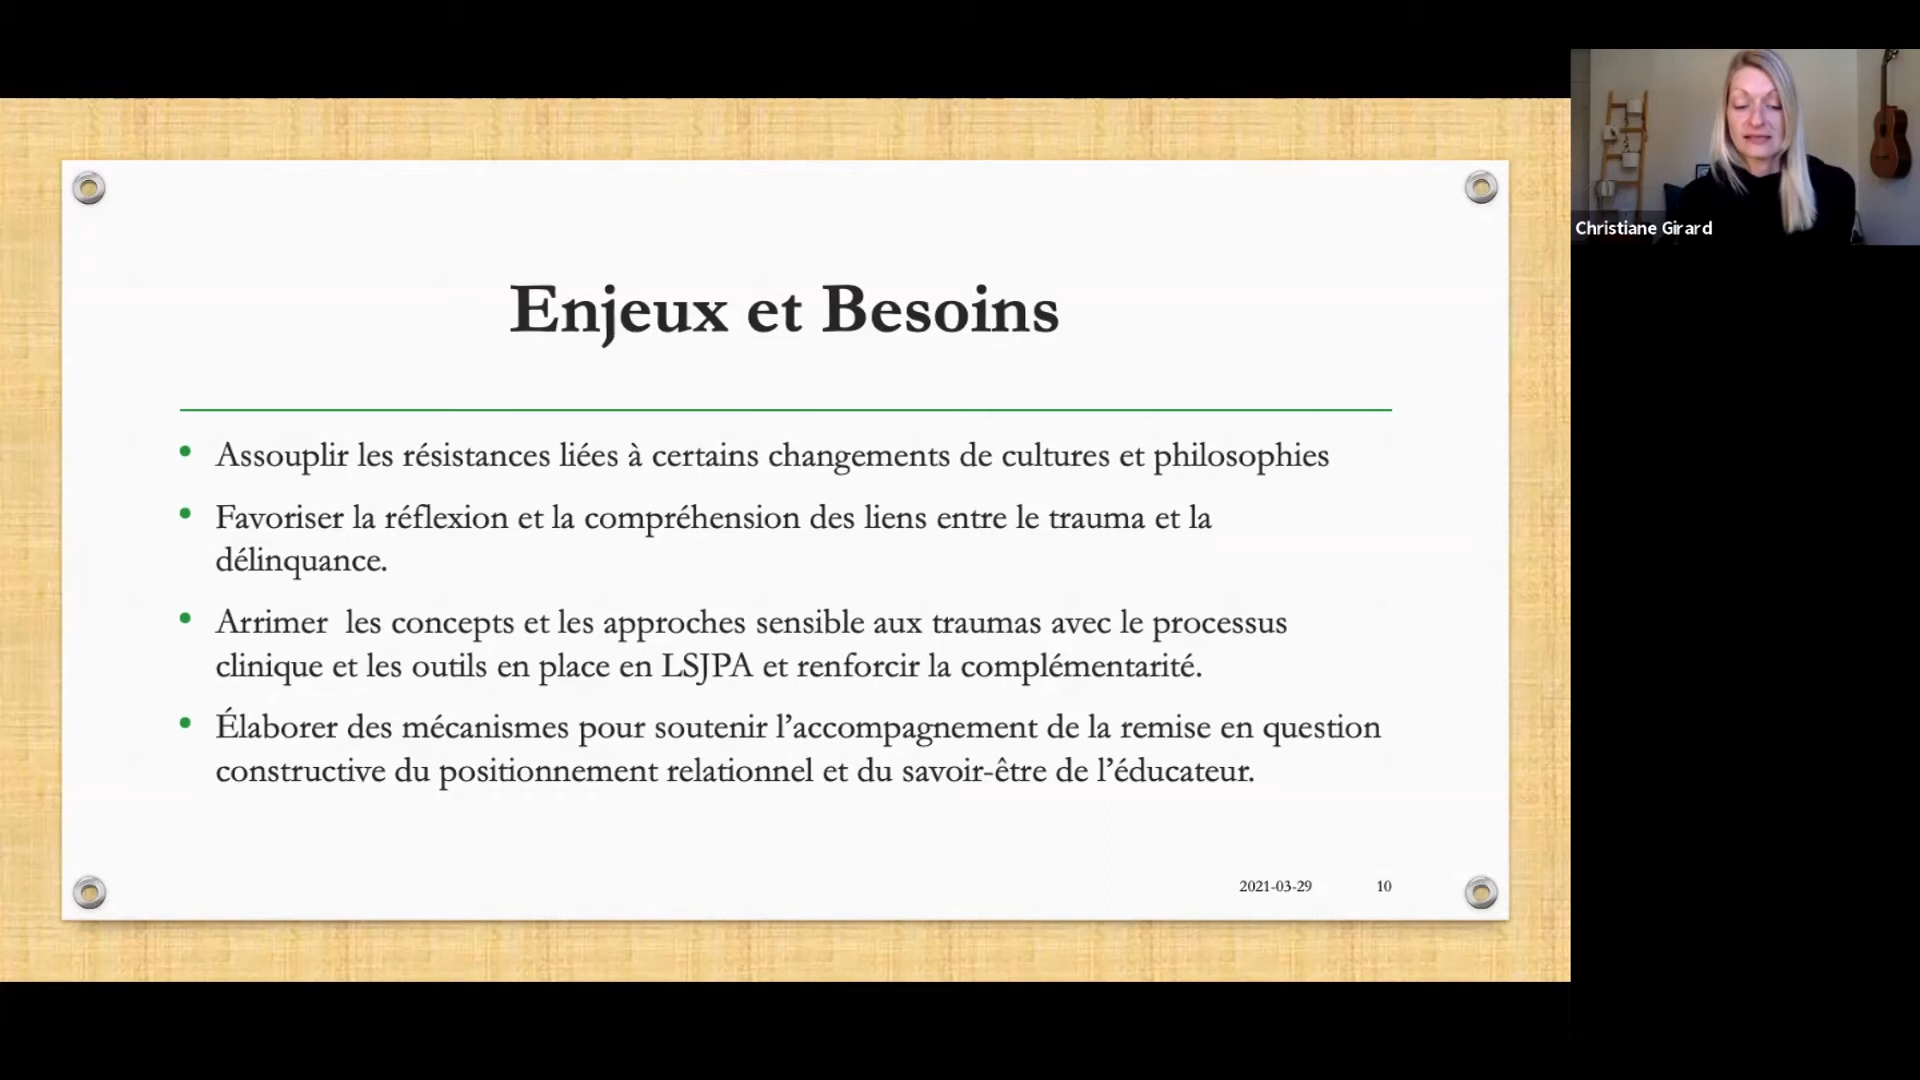 Enjeux et Besoins
• Assouplir les résistances liées à certains changements de cultures et philosophies
• Favoriser la réflexion et la compréhension des liens entre le trauma et la
délinquance.
• Arrimer  les concepts et les approches sensible aux traumas avec le processus
clinique et les outils en place en LSJPA et renforcir la complémentarité.
• Élaborer des mécanismes pour soutenir l’accompagnement de la remise en question
constructive du positionnement relationnel et du savoir-être de l’éducateur.
2021-03-29 10
Christiane Girard